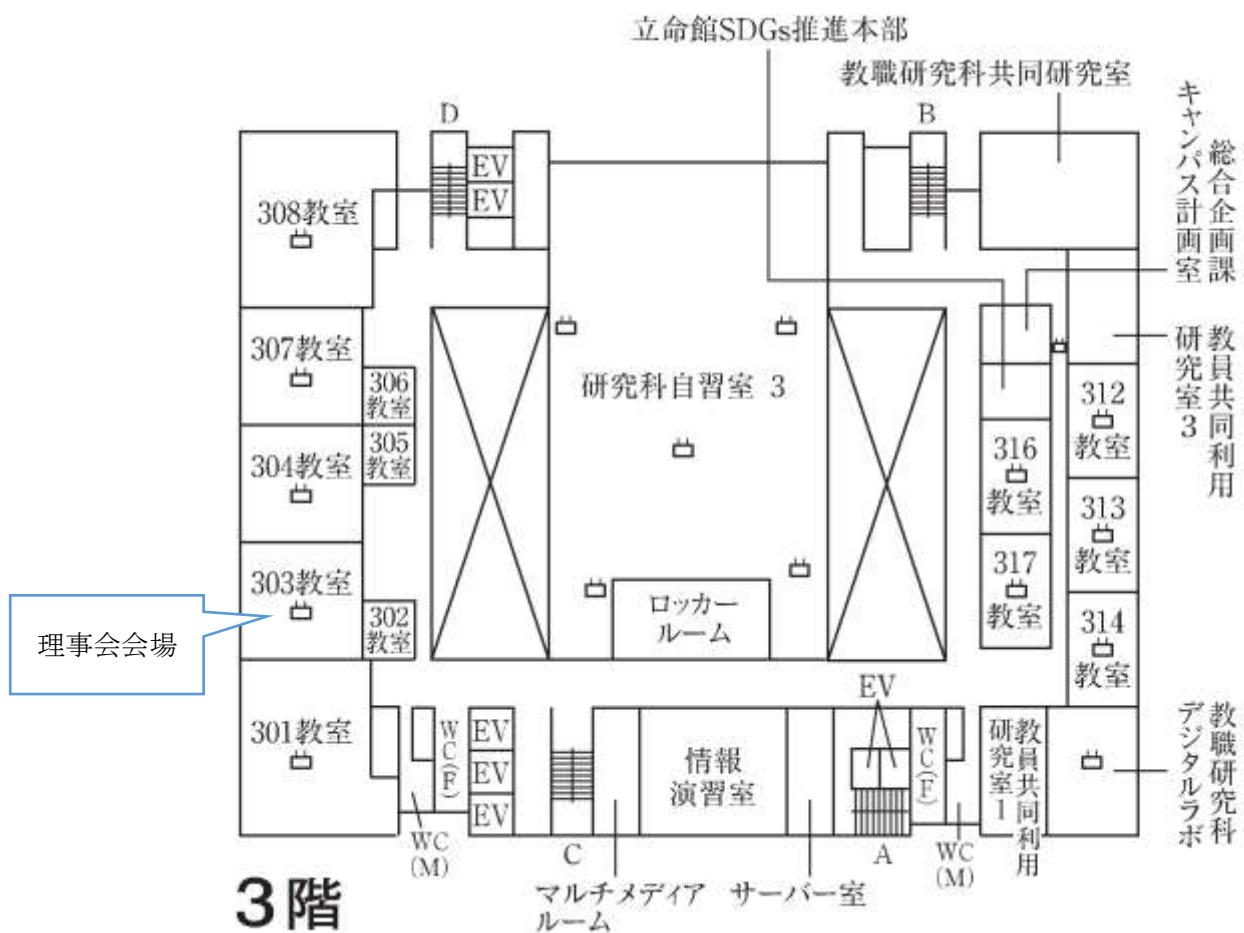 立命館SDGs推進本部
教職研究科共同研究室
D
B
総合企画課
キャンパス計画室
EV
EV
308教室
307教室
306
教室
305
教室
304教室
303教室
302
教室
301教室
理事会会場
研究科自習室 3
ロッカー
ルーム
教員共同利用
研究室3
312
教室
316
教室
313
教室
317
教室
314
教室
EV
WC(F)
EV
EV
EV
情報
演習室
WC(F)
教員共同利用
研究室1
教職研究科
デジタルラボ
WC
(M)
C
A
WC
(M)
マルチメディア
ルーム
サーバー室
3階